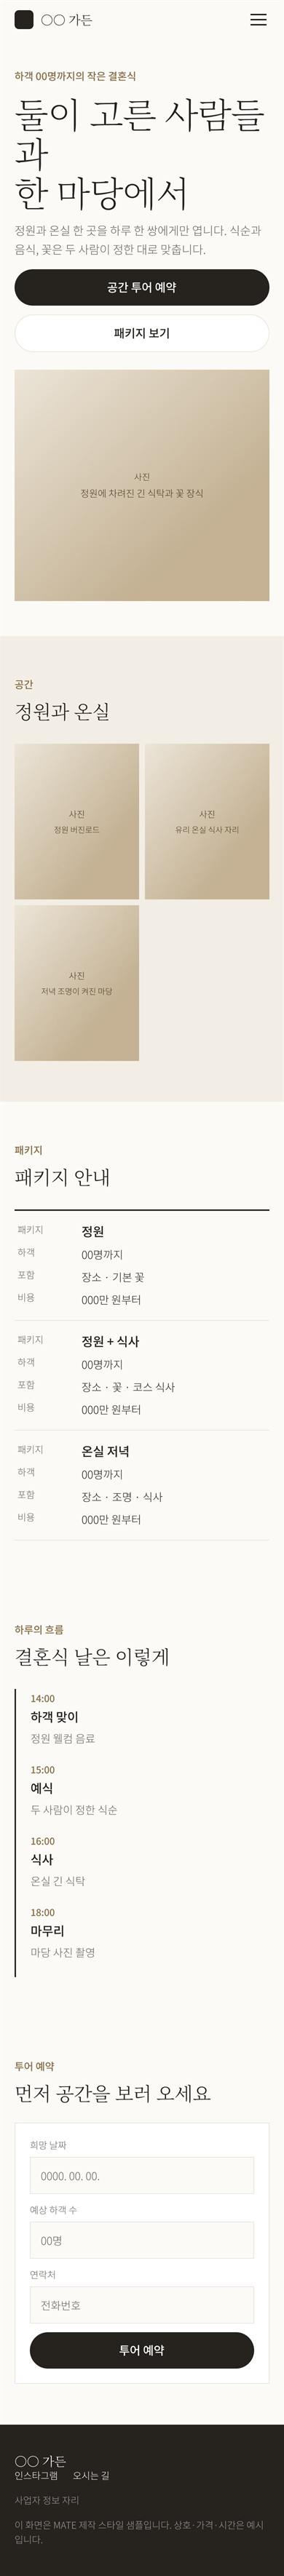 ○○ 가든
하객 00명까지의 작은 결혼식
둘이 고른 사람들
과
한 마당에서
정원과 온실 한 곳을 하루 한 쌍에게만 엽니다. 식순과
음식, 꽃은 두 사람이 정한 대로 맞춥니다.
공간 투어 예약
패키지 보기
사진
정원에 차려진 긴 식탁과 꽃 장식
공간
정원과 온실
사진
정원 버진로드
사진
유리 온실 식사 자리
사진
저녁 조명이 켜진 마당
패키지
패키지 안내
패키지 정원
하객 00명까지
포함 장소 · 기본 꽃
비용 000만 원부터
패키지 정원 + 식사
하객 00명까지
포함 장소 · 꽃 · 코스 식사
비용 000만 원부터
패키지 온실 저녁
하객 00명까지
포함 장소 · 조명 · 식사
비용 000만 원부터
하루의 흐름
결혼식 날은 이렇게
14:00
하객 맞이
정원 웰컴 음료
15:00
예식
두 사람이 정한 식순
16:00
식사
온실 긴 식탁
18:00
마무리
마당 사진 촬영
투어 예약
먼저 공간을 보러 오세요
희망 날짜
0000. 00. 00.
예상 하객 수
00명
연락처
전화번호
투어 예약
○○ 가든
인스타그램 오시는 길
사업자 정보 자리
이 화면은 MATE 제작 스타일 샘플입니다. 상호·가격·시간은 예시
입니다.